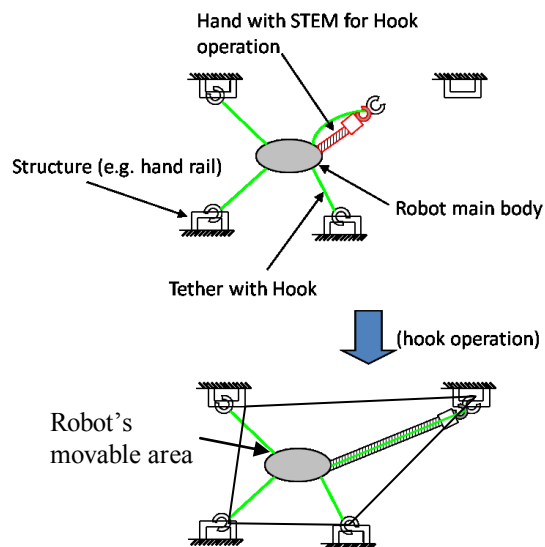 Hand with STEM for Hook
operation
Structure (e.g. hand rail)
Robot main body
Tether with Hook
(hook operation)
Robot's
movable area